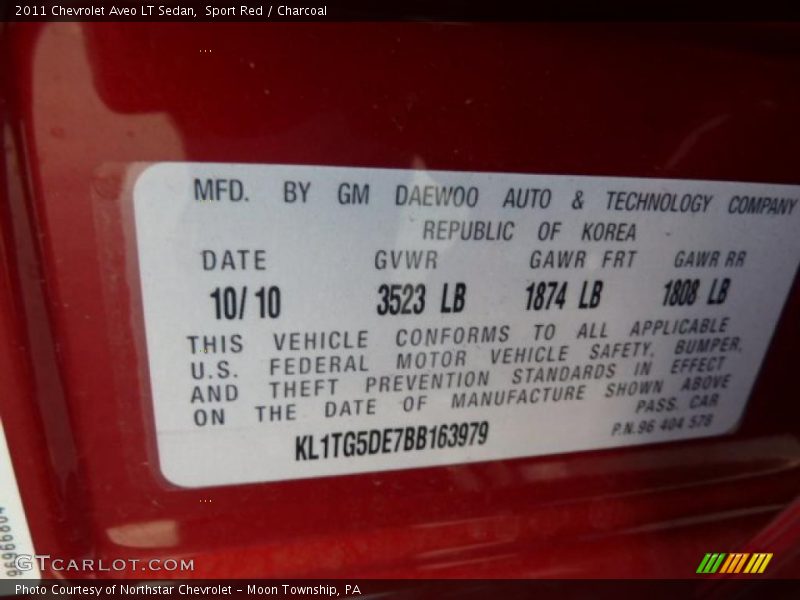 2011 Chevrolet Aveo LT Sedan, Sport Red / Charcoal
MFD. BY GM DAEWOO AUTO & TECHNOLOGY COMPANY
REPUBLIC OF KOREA
DATE GVWR GAWR FRT GAWR RR
10/10 3523 LB 1874 LB 1808 LB
THIS VEHICLE CONFORMS TO ALL APPLICABLE
U.S. FEDERAL MOTOR VEHICLE SAFETY, BUMPER,
AND THEFT PREVENTION STANDARDS IN EFFECT
ON THE DATE OF MANUFACTURE SHOWN ABOVE
PASS. CAR
KL1TG5DE7BB163979 P.N.96 404 578
GTCARLOT.COM
Photo Courtesy of Northstar Chevrolet - Moon Township, PA